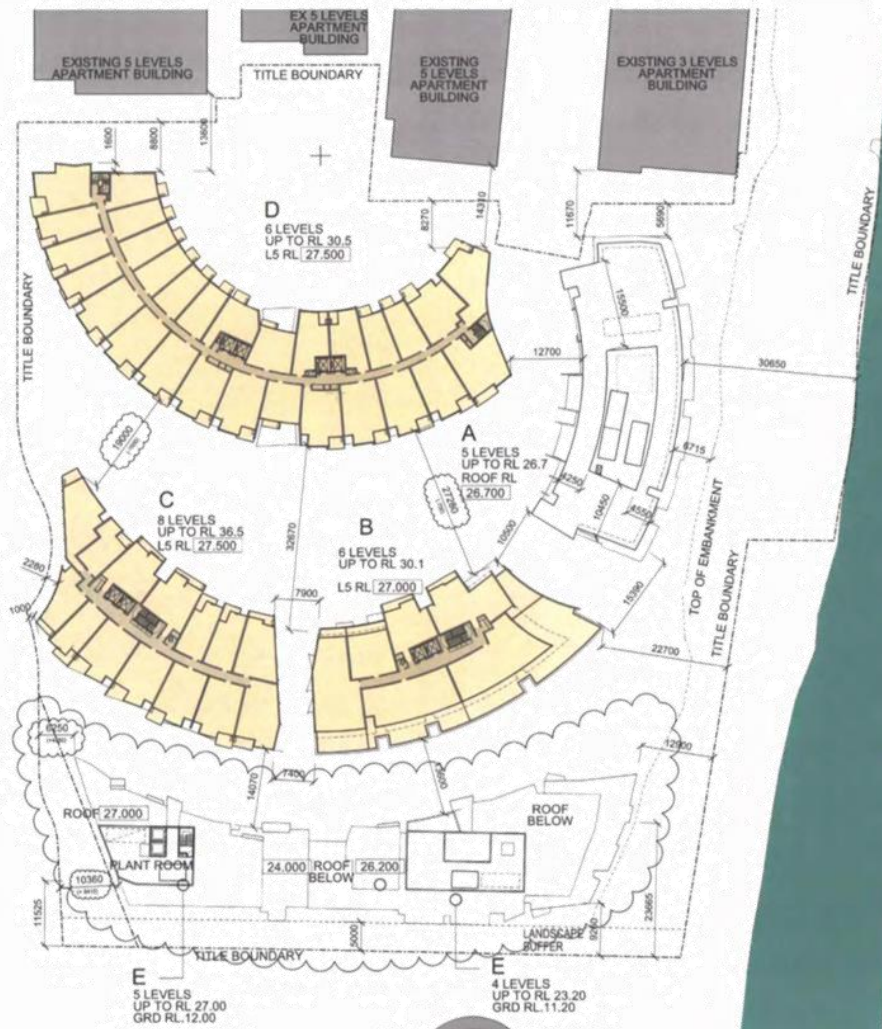 EX 5 LEVELS
APARTMENT
BUILDING
EXISTING 5 LEVELS
APARTMENT BUILDING
EXISTING
5 LEVELS
APARTMENT
BUILDING
EXISTING 3 LEVELS
APARTMENT
BUILDING
TITLE BOUNDARY
1600
8800
13600
D
6 LEVELS
UP TO RL 30.5
L5 RL 27.500
8270
14310
11670
5690
TITLE BOUNDARY
TITLE BOUNDARY
15500
12700
30650
19000
A
5 LEVELS
UP TO RL 26.7
ROOF RL
26.700
6715
4250
10450
4550
27280
C
8 LEVELS
UP TO RL 36.5
L5 RL 27.500
32670
B
6 LEVELS
UP TO RL 30.1
L5 RL 27.000
10500
TOP OF EMBANKMENT
TITLE BOUNDARY
2280
1000
7900
15390
22700
6250
14070
7400
12900
ROOF 27.000
ROOF
BELOW
PLANT ROOM
24.000
ROOF
BELOW
26.200
10360
11525
5000
23665
9260
LANDSCAPE
BUFFER
TITLE BOUNDARY
E
5 LEVELS
UP TO RL 27.00
GRD RL.12.00
E
4 LEVELS
UP TO RL 23.20
GRD RL.11.20